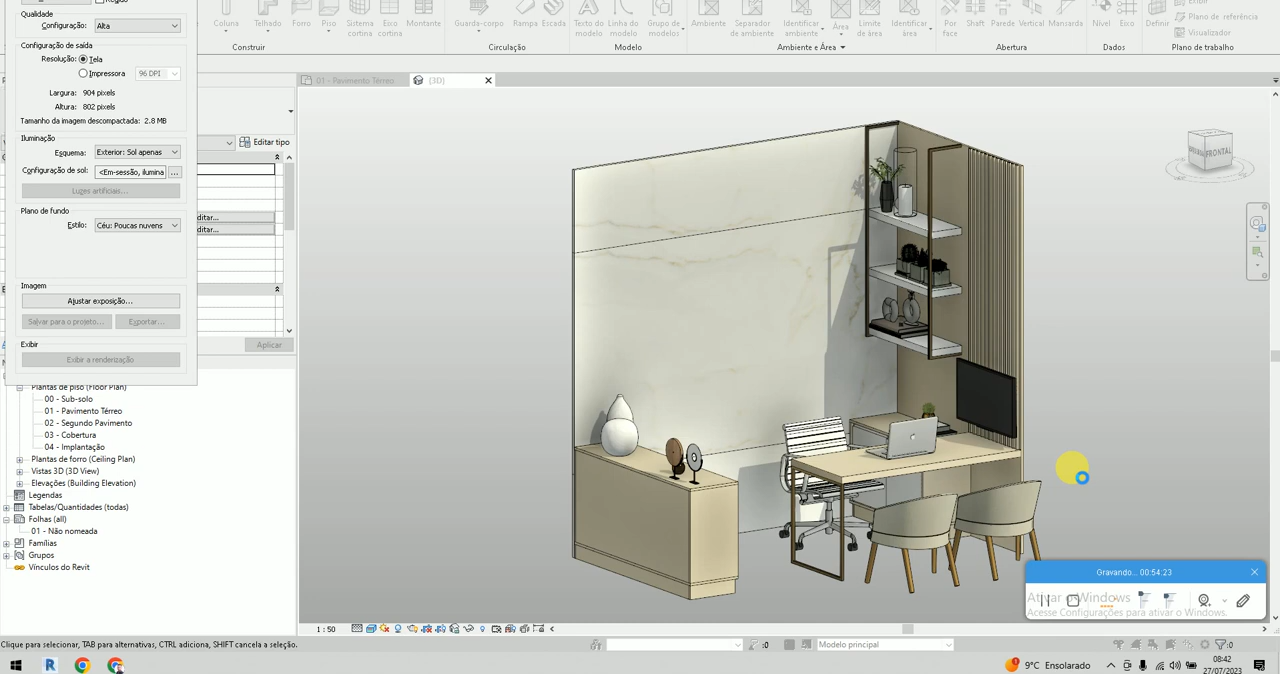 Região
Qualidade
Configuração: Alta
Configuração de saída
Resolução: Tela
Impressora 96 DPI
Largura: 904 pixels
Altura: 802 pixels
Tamanho da imagem descompactada: 2.8 MB
Iluminação
Esquema: Exterior: Sol apenas
Configuração de sol: <Em-sessão, ilumina ...
Luzes artificiais...
Plano de fundo
Estilo: Céu: Poucas nuvens
Imagem
Ajustar exposição...
Salvar para o projeto... Exportar...
Exibir
Exibir a renderização
Coluna Telhado Forro Piso Sistema cortina Eixo cortina Montante
Construir
Guarda-corpo Rampa Escada
Circulação
Texto do modelo Linha do modelo Grupo de modelos
Modelo
Ambiente Separador de ambiente Identificar ambiente Área Limite de área Identificar área
Ambiente e Área
Por face Shaft Parede Vertical Mansarda
Abertura
Nível Eixo
Dados
Definir Exibir
Plano de referência
Visualizador
Plano de trabalho
01 - Pavimento Térreo (3D)
Editar tipo
ditar...
ditar...
Aplicar
FRONTAL
Plantas de piso (Floor Plan)
00 - Sub-solo
01 - Pavimento Térreo
02 - Segundo Pavimento
03 - Cobertura
04 - Implantação
Plantas de forro (Ceiling Plan)
Vistas 3D (3D View)
Elevações (Building Elevation)
Legendas
Tabelas/Quantidades (todas)
Folhas (all)
01 - Não nomeada
Famílias
Grupos
Vínculos do Revit
Gravando... 00:54:23
Ativar o Windows
Acesse Configurações para ativar o Windows.
1 : 50
Clique para selecionar, TAB para alternativas, CTRL adiciona, SHIFT cancela a seleção.
:0
Modelo principal
:0
R
9°C Ensolarado
08:42
27/07/2023